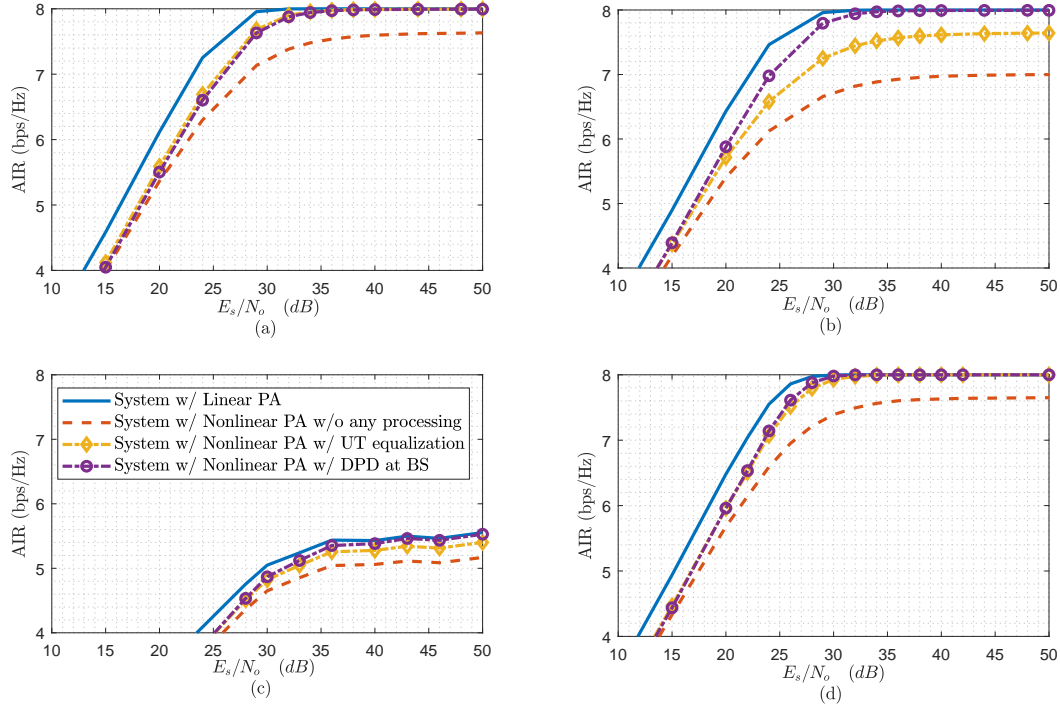 8
7
6
5
4
AIR (bps/Hz)
10 15 20 25 30 35 40 45 50
E_s/N_o (dB)
(a)
8
7
6
5
4
AIR (bps/Hz)
10 15 20 25 30 35 40 45 50
E_s/N_o (dB)
(b)
8
7
6
5
4
AIR (bps/Hz)
System w/ Linear PA
System w/ Nonlinear PA w/o any processing
System w/ Nonlinear PA w/ UT equalization
System w/ Nonlinear PA w/ DPD at BS
10 15 20 25 30 35 40 45 50
E_s/N_o (dB)
(c)
8
7
6
5
4
AIR (bps/Hz)
10 15 20 25 30 35 40 45 50
E_s/N_o (dB)
(d)